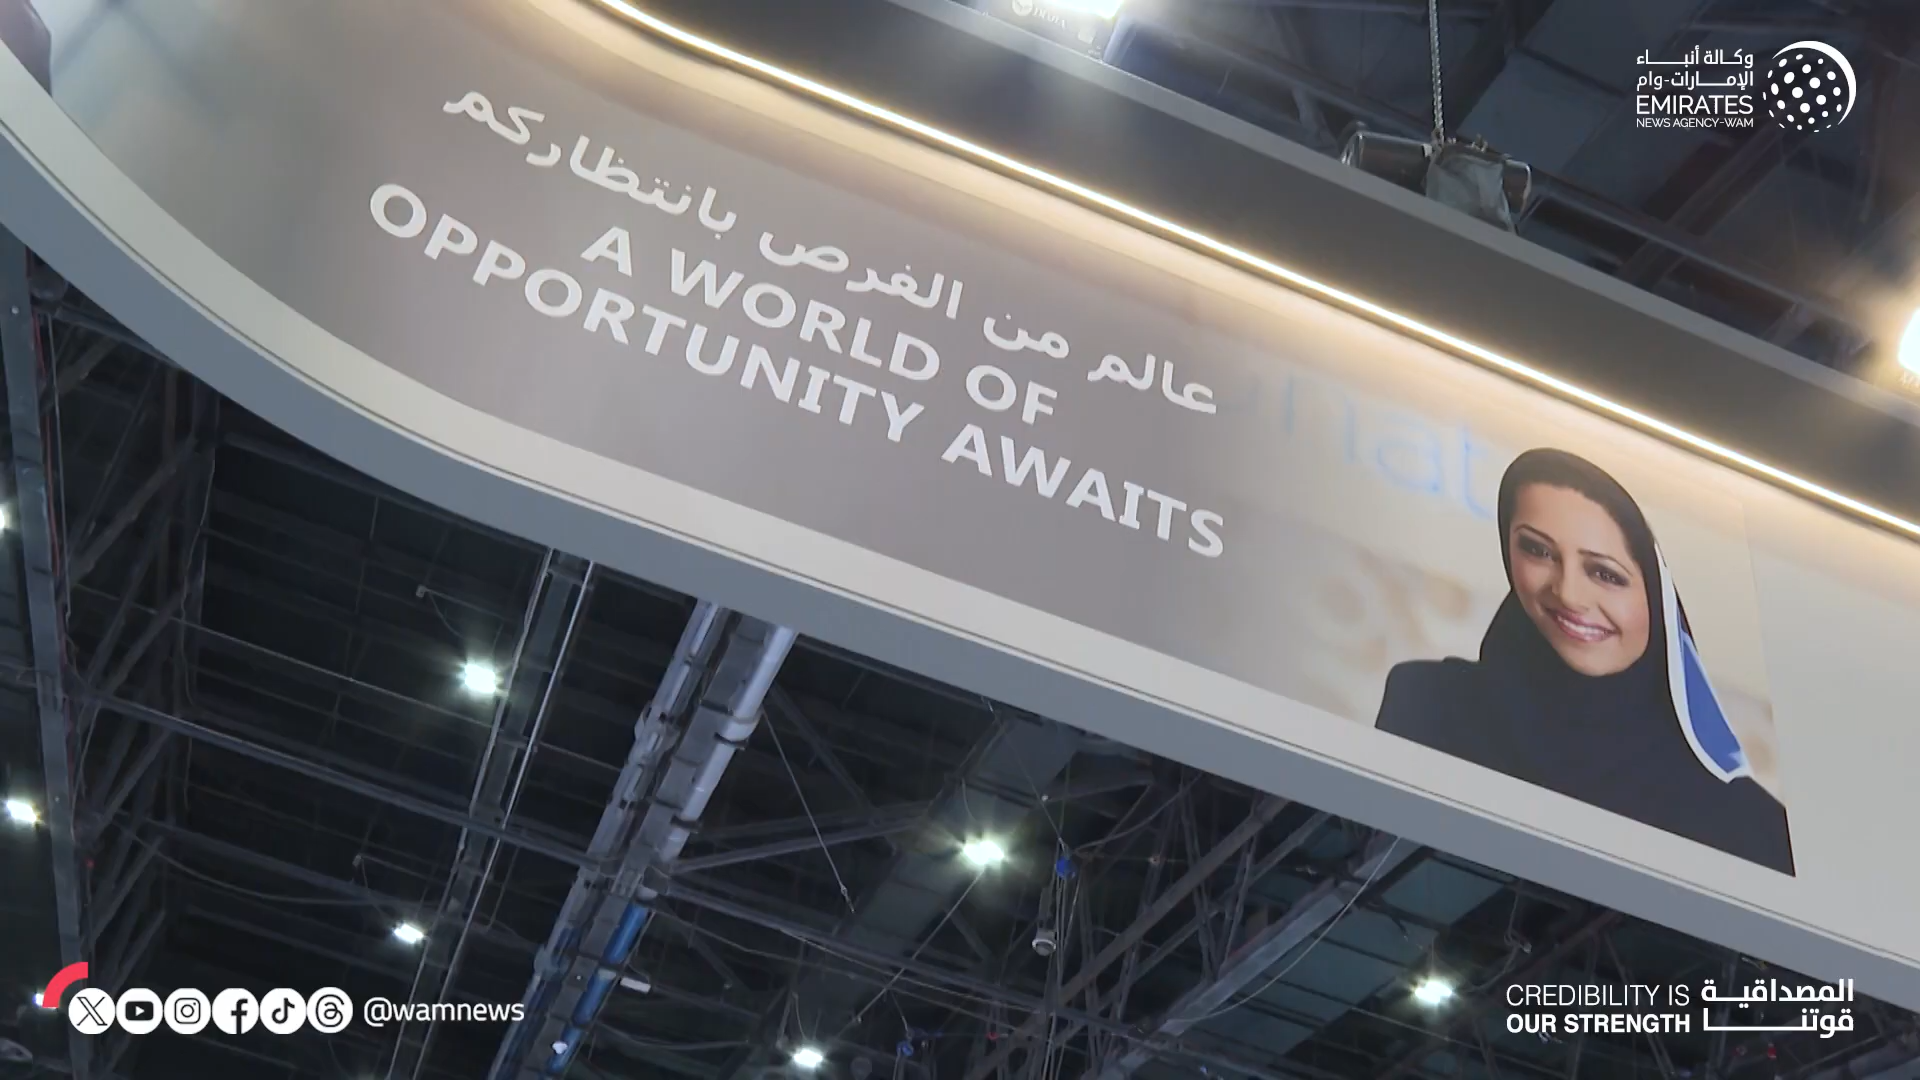 وكالة أنباء
الإمارات-وام
EMIRATES
NEWS AGENCY-WAM
عالم من الفرص بانتظاركم
A WORLD OF
OPPORTUNITY AWAITS
@wamnews
CREDIBILITY IS
OUR STRENGTH
المصداقية
قوتنا